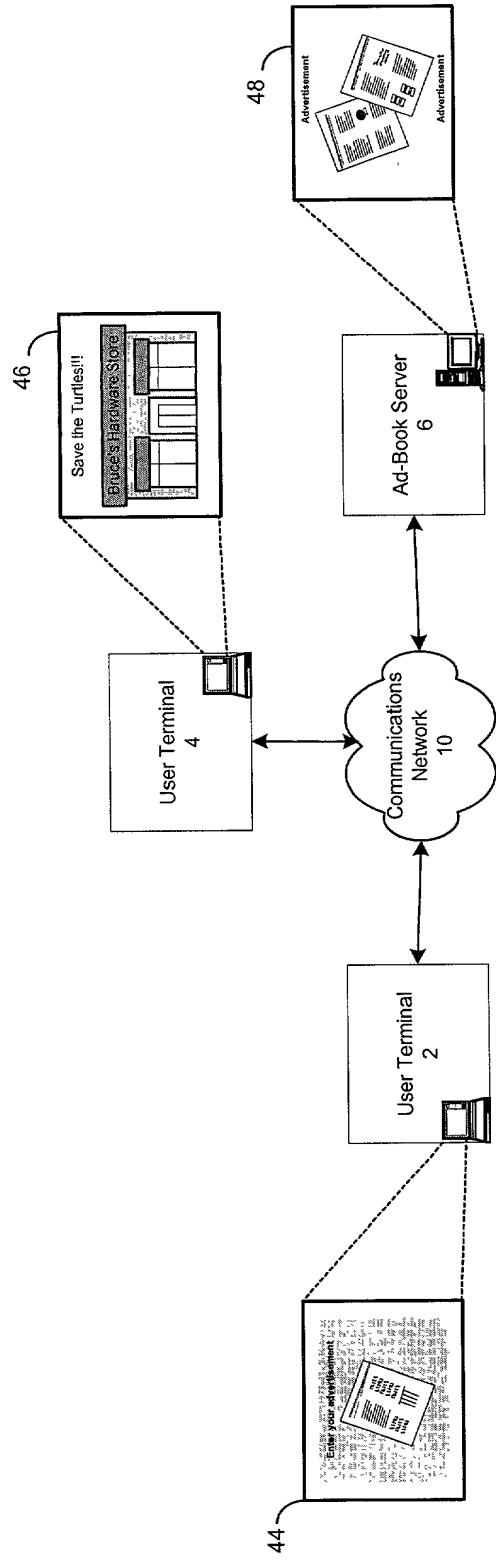 44
Enter your advertisement
User Terminal
2
46
Save the Turtles!!!
Bruce's Hardware Store
User Terminal
4
Communications
Network
10
48
Advertisement
Advertisement
Ad-Book Server
6